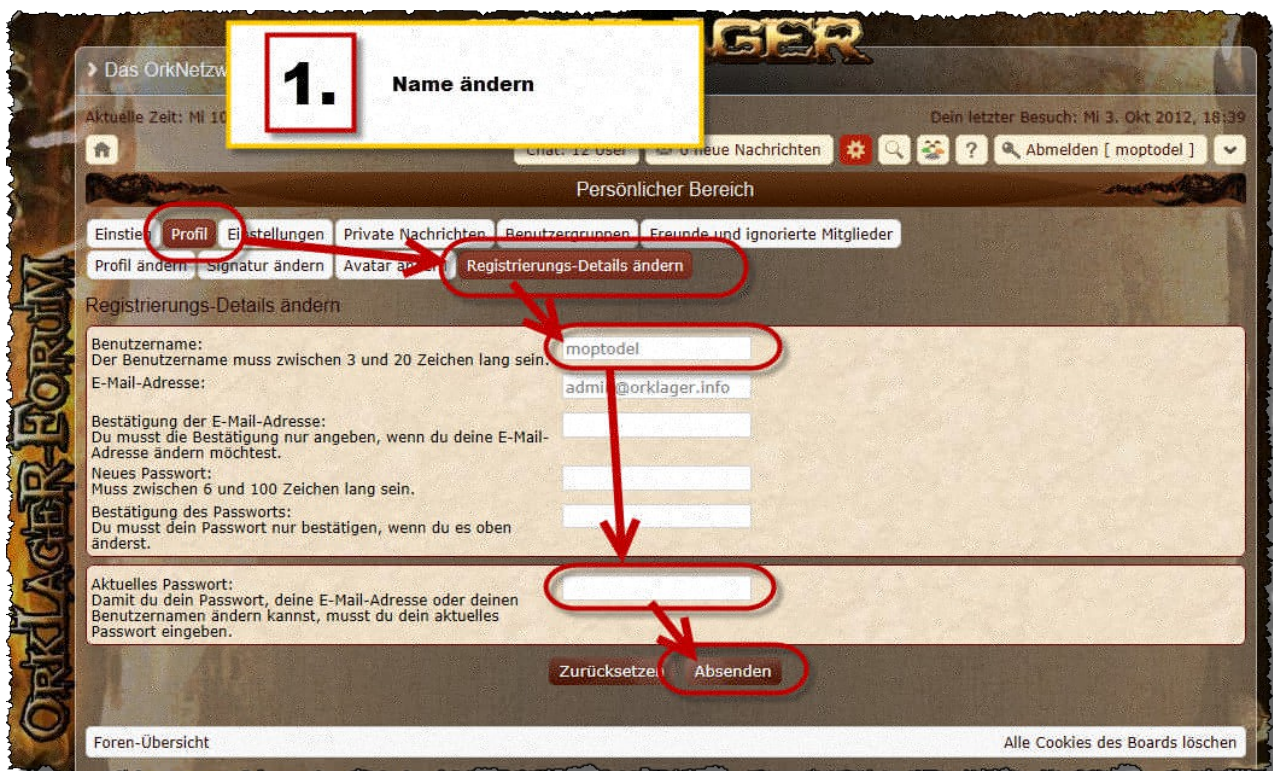 GER
> Das OrkNetzw
1. Name ändern
Aktuelle Zeit: Mi 10
Dein letzter Besuch: Mi 3. Okt 2012, 18:39
Chat: 12 User
0 neue Nachrichten
?
Abmelden [ moptodel ]
Persönlicher Bereich
Einstieg Profil Einstellungen Private Nachrichten Benutzergruppen Freunde und ignorierte Mitglieder
Profil ändern Signatur ändern Avatar ändern Registrierungs-Details ändern
Registrierungs-Details ändern
Benutzername:
moptodel
Der Benutzername muss zwischen 3 und 20 Zeichen lang sein.
E-Mail-Adresse:
admin@orklager.info
Bestätigung der E-Mail-Adresse:
Du musst die Bestätigung nur angeben, wenn du deine E-Mail-
Adresse ändern möchtest.
Neues Passwort:
Muss zwischen 6 und 100 Zeichen lang sein.
Bestätigung des Passworts:
Du musst dein Passwort nur bestätigen, wenn du es oben
änderst.
Aktuelles Passwort:
Damit du dein Passwort, deine E-Mail-Adresse oder deinen
Benutzernamen ändern kannst, musst du dein aktuelles
Passwort eingeben.
Zurücksetzen Absenden
Foren-Übersicht
Alle Cookies des Boards löschen
OrkLager-Forum